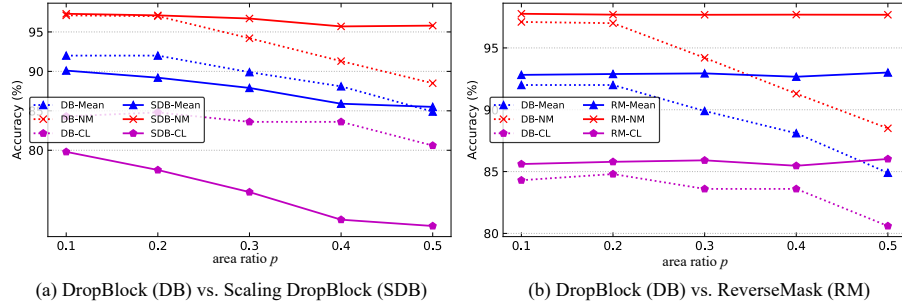 95
90
85
80
Accuracy (%)
DB-Mean
DB-NM
DB-CL
SDB-Mean
SDB-NM
SDB-CL
0.1 0.2 0.3 0.4 0.5
area ratio p
(a) DropBlock (DB) vs. Scaling DropBlock (SDB)
95
90
85
80
Accuracy (%)
DB-Mean
DB-NM
DB-CL
RM-Mean
RM-NM
RM-CL
0.1 0.2 0.3 0.4 0.5
area ratio p
(b) DropBlock (DB) vs. ReverseMask (RM)